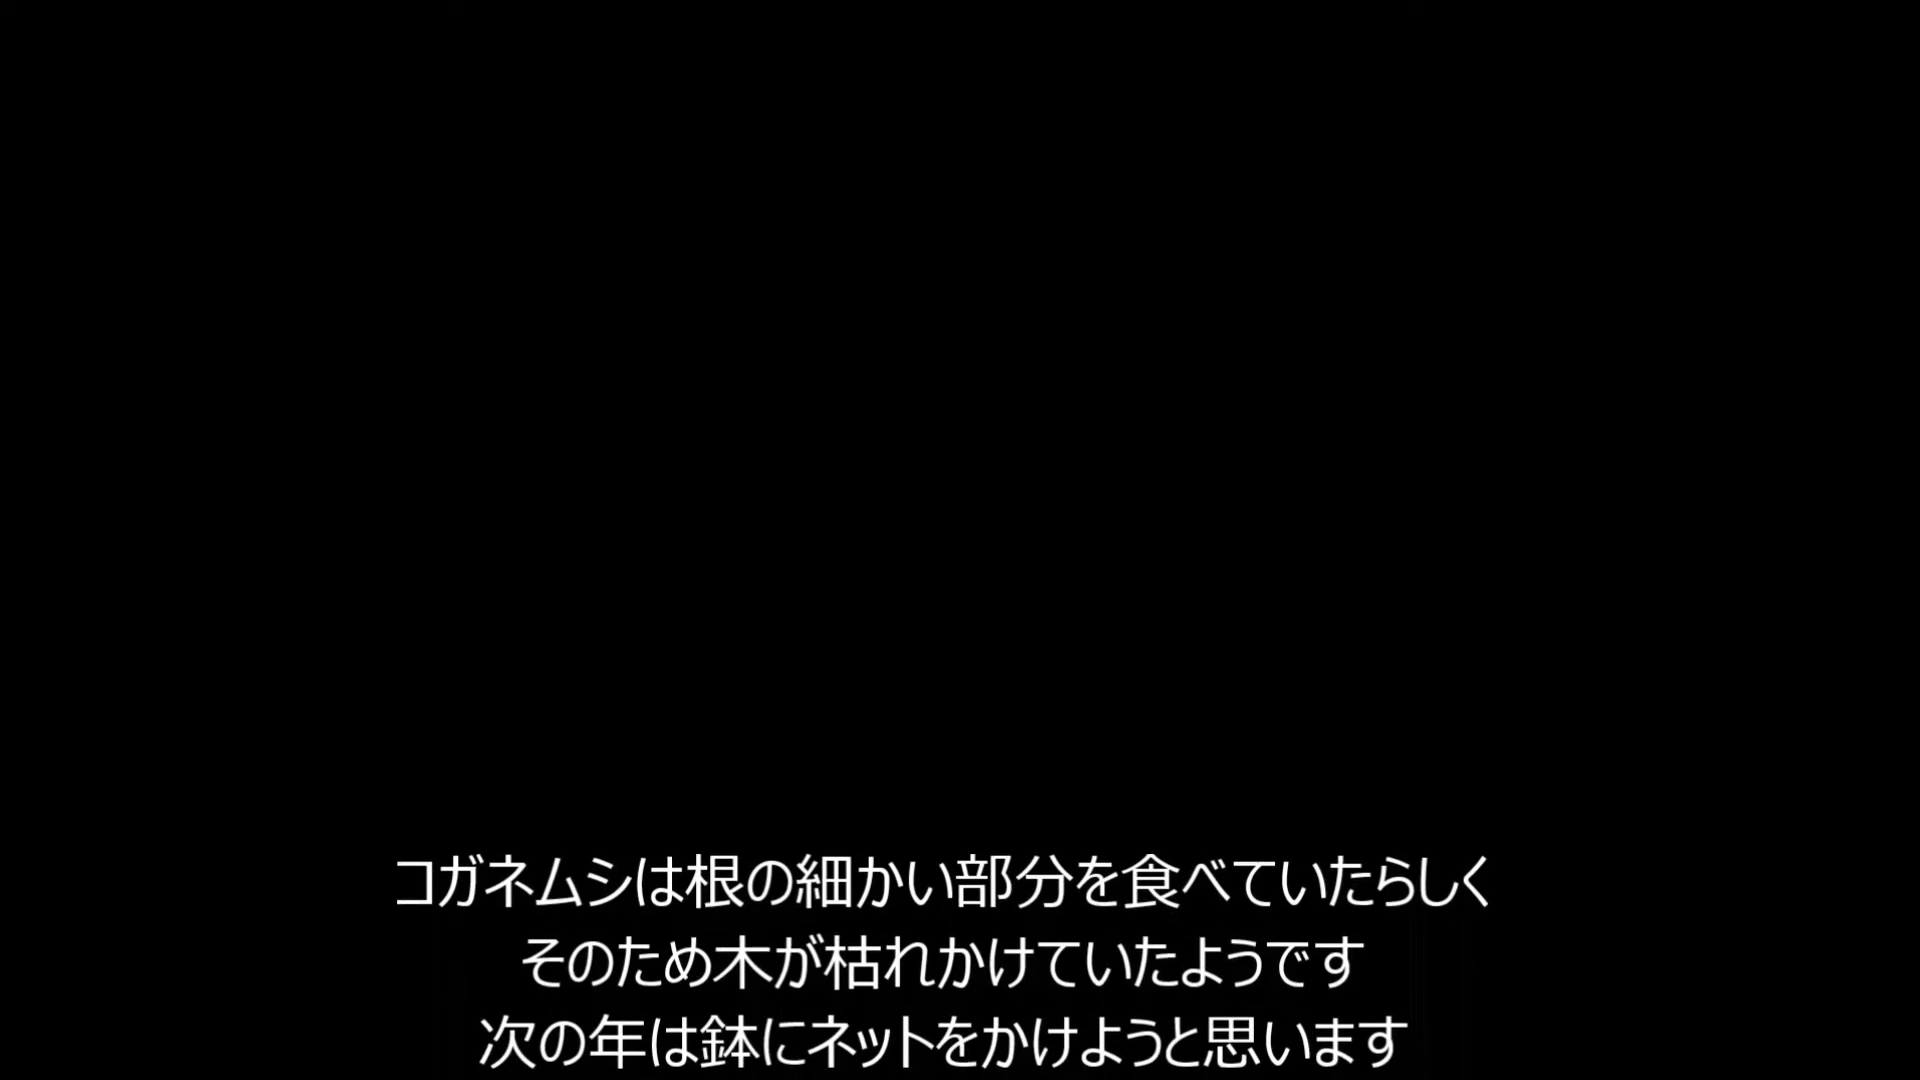 コガネムシは根の細かい部分を食べていたらしく
そのため木が枯れかけていたようです
次の年は鉢にネットをかけようと思います